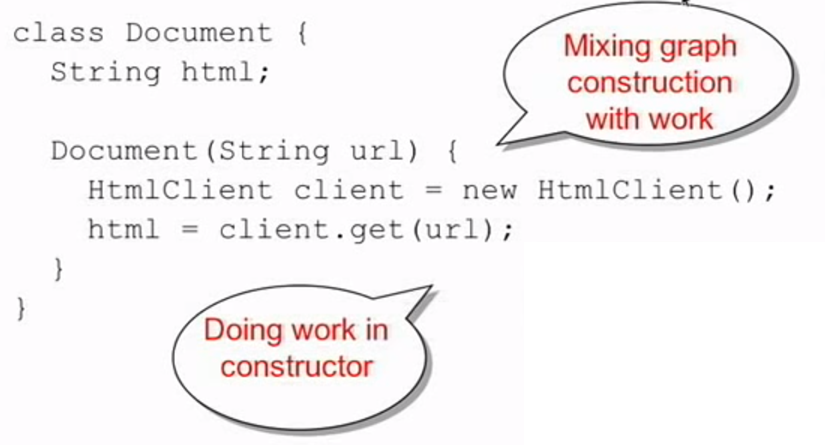 class Document {
String html;
Mixing graph
construction
with work
Document(String url) {
HtmlClient client = new HtmlClient();
html = client.get(url);
}
}
Doing work in
constructor